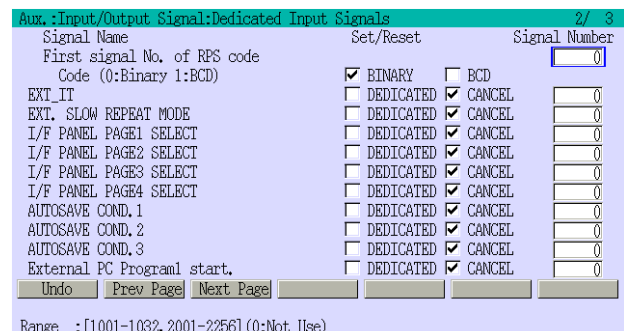 Aux.:Input/Output Signal:Dedicated Input Signals 2/ 3
Signal Name Set/Reset Signal Number
First signal No. of RPS code 0
Code (0:Binary 1:BCD) BINARY BCD
EXT_IT DEDICATED CANCEL 0
EXT. SLOW REPEAT MODE DEDICATED CANCEL 0
I/F PANEL PAGE1 SELECT DEDICATED CANCEL 0
I/F PANEL PAGE2 SELECT DEDICATED CANCEL 0
I/F PANEL PAGE3 SELECT DEDICATED CANCEL 0
I/F PANEL PAGE4 SELECT DEDICATED CANCEL 0
AUTOSAVE COND.1 DEDICATED CANCEL 0
AUTOSAVE COND.2 DEDICATED CANCEL 0
AUTOSAVE COND.3 DEDICATED CANCEL 0
External PC Program1 start. DEDICATED CANCEL 0
Undo Prev Page Next Page
Range :[1001-1032,2001-2256](0:Not Use)